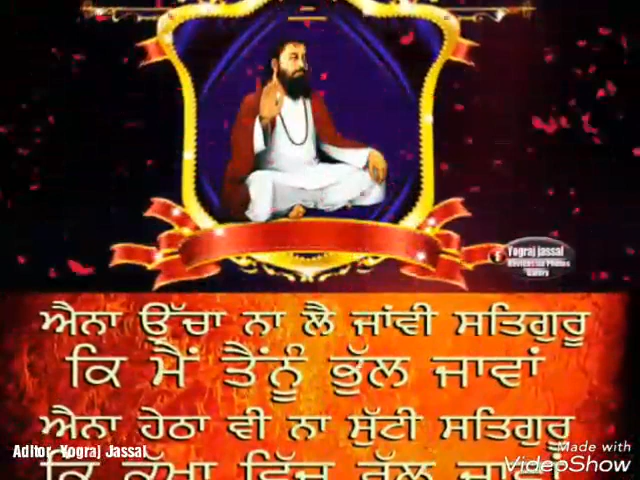 Yograj jassal
ਐਨਾ ਉੱਚਾ ਨਾ ਲੈ ਜਾਂਵੀ ਸਤਿਗੁਰੂ
ਕਿ ਮੈਂ ਤੈਂਨੂੰ ਭੁੱਲ ਜਾਵਾਂ
ਐਨਾ ਹੇਠਾ ਵੀ ਨਾ ਸੁੱਟੀ ਸਤਿਗੁਰੂ
Aditor Yograj Jassal
Made with
VideoShow
ਕਿ ਕੱਖਾ ਵਿੱਚ ਰੁੱਲ ਜਾਵਾਂ